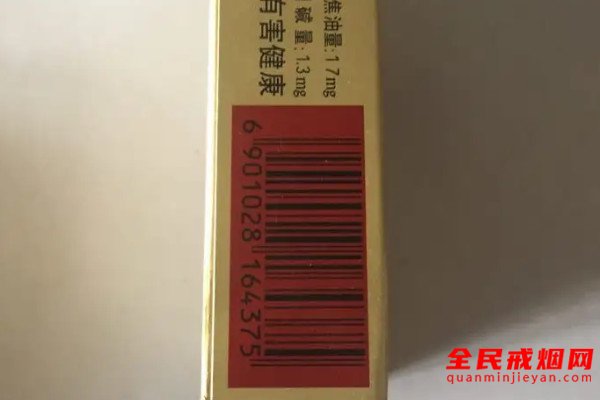 焦油量:17mg
碱量:1.3mg
有害健康
6 901028 164375
全民戒烟网
quanminjieyan.com